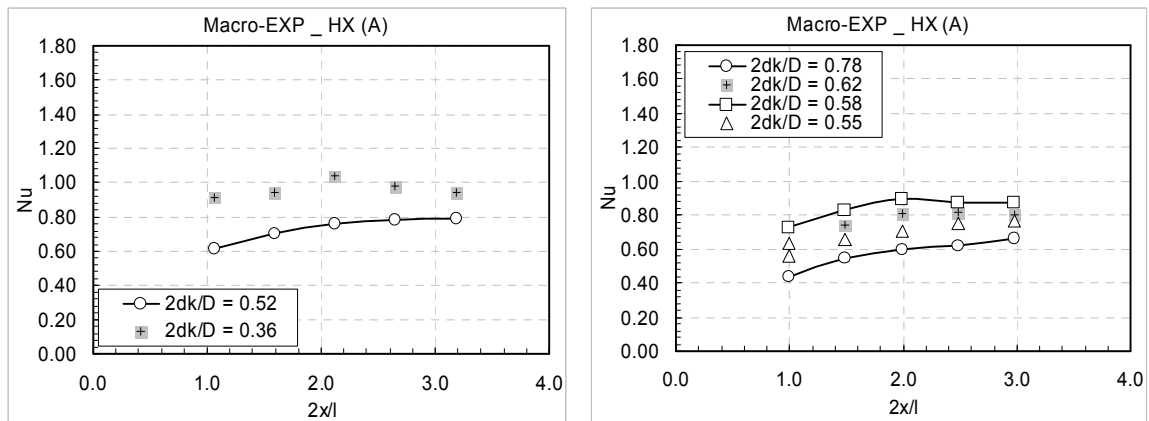 Macro-EXP _ HX (A)
1.80
1.60
1.40
1.20
1.00
0.80
0.60
0.40
0.20
0.00
Nu
2dk/D = 0.52
2dk/D = 0.36
0.0 1.0 2.0 3.0 4.0
2x/l
Macro-EXP _ HX (A)
1.80
1.60
1.40
1.20
1.00
0.80
0.60
0.40
0.20
0.00
Nu
2dk/D = 0.78
2dk/D = 0.62
2dk/D = 0.58
2dk/D = 0.55
0.0 1.0 2.0 3.0 4.0
2x/l